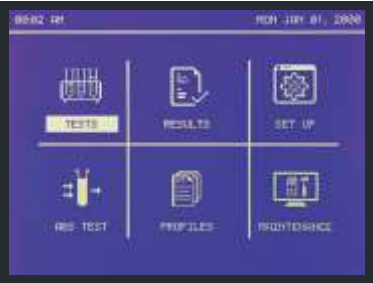 00:02 AM
MON JAN 01, 2000
TESTS
RESULTS
SET UP
ABS TEST
PROFILES
MAINTENANCE